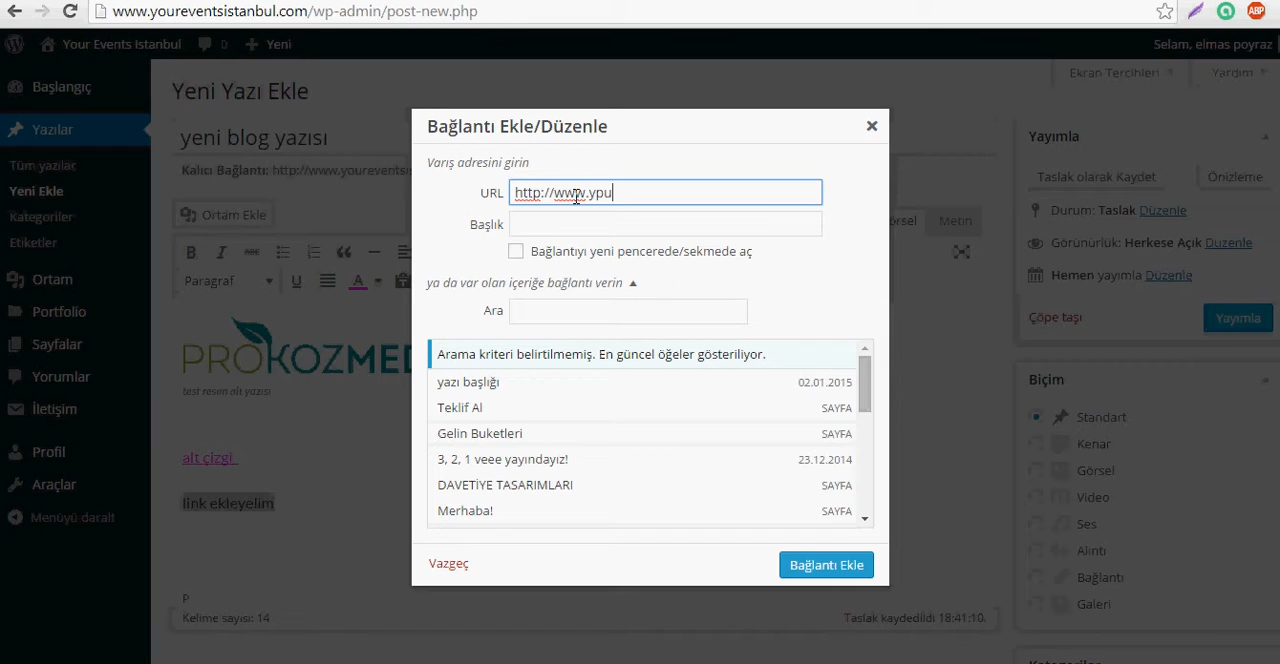 www.youreventsistanbul.com/wp-admin/post-new.php
ABP
Your Events Istanbul 0 Yeni
Selam, elmas poyraz
Başlangıç
Yazılar
Tüm yazılar
Yeni Ekle
Kategoriler
Etiketler
Ortam
Portfolio
Sayfalar
Yorumlar
İletişim
Profil
Araçlar
Menüyü daralt
Ekran Tercihleri
Yardım
Yeni Yazı Ekle
yeni blog yazısı
Kalıcı Bağlantı: http://www.yourevents
Ortam Ekle
Metin
B I ABC
Paragraf U A
PROKOZMED
test resim alt yazısı
alt çizgi
link ekleyelim
P
Kelime sayısı: 14
Taslak kaydedildi 18:41:10.
Bağlantı Ekle/Düzenle
Varış adresini girin
URL http://www.ypu
Başlık
Bağlantıyı yeni pencerede/sekmede aç
ya da var olan içeriğe bağlantı verin
Ara
Arama kriteri belirtilmemiş. En güncel öğeler gösteriliyor.
yazı başlığı 02.01.2015
Teklif Al SAYFA
Gelin Buketleri SAYFA
3, 2, 1 veee yayındayız! 23.12.2014
DAVETİYE TASARIMLARI SAYFA
Merhaba! SAYFA
Vazgeç
Bağlantı Ekle
Yayımla
Taslak olarak Kaydet Önizleme
Durum: Taslak Düzenle
Görünürlük: Herkese Açık Düzenle
Hemen yayımla Düzenle
Çöpe taşı Yayımla
Biçim
Standart
Kenar
Görsel
Video
Ses
Alıntı
Bağlantı
Galeri